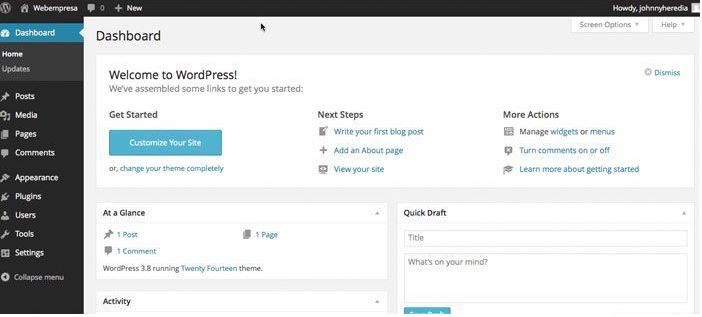 Webempresa 0 + New Howdy, johnnyheredia
Dashboard
Home
Updates
Posts
Media
Pages
Comments
Appearance
Plugins
Users
Tools
Settings
Collapse menu
Screen Options Help
Dashboard
Welcome to WordPress!
We've assembled some links to get you started:
Dismiss
Get Started
Customize Your Site
or, change your theme completely
Next Steps
Write your first blog post
Add an About page
View your site
More Actions
Manage widgets or menus
Turn comments on or off
Learn more about getting started
At a Glance
1 Post 1 Page
1 Comment
WordPress 3.8 running Twenty Fourteen theme.
Activity
Quick Draft
Title
What's on your mind?
Save Draft